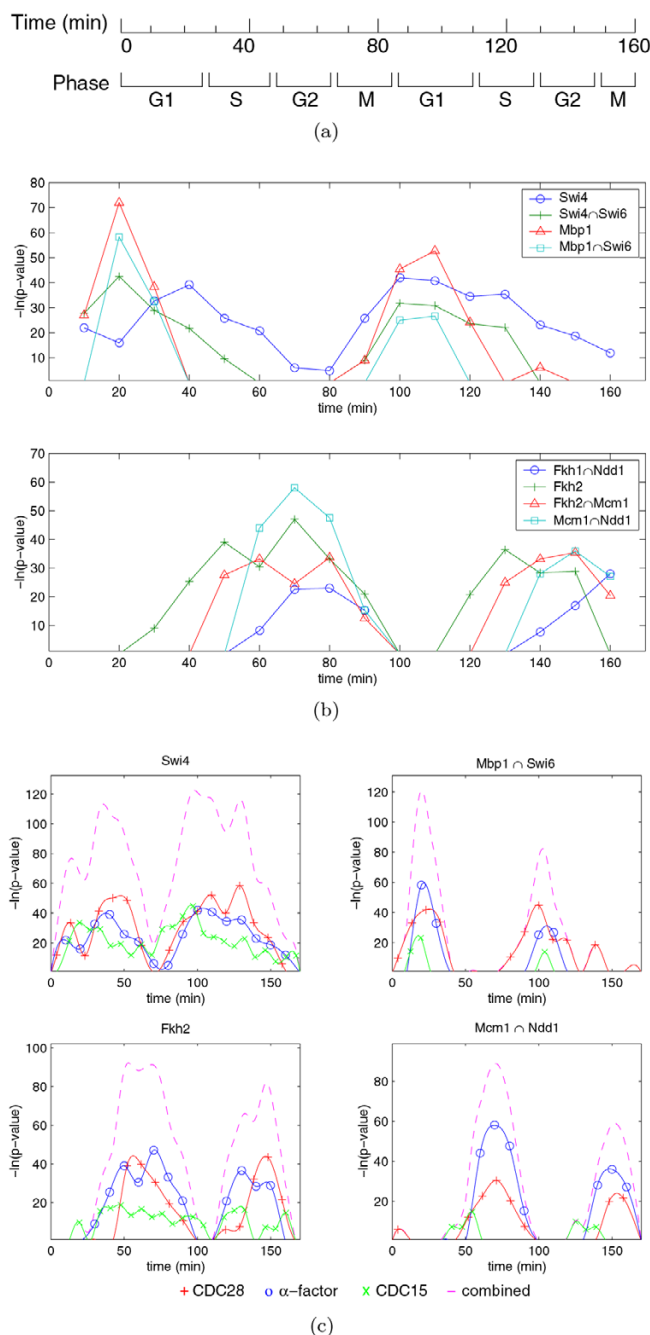 Time (min)
0 40 80 120 160
Phase
G1 S G2 M G1 S G2 M
(a)
80
70
60
50
40
30
20
10
−ln(p−value)
0 20 40 60 80 100 120 140 160
time (min)
Swi4
Swi4∩Swi6
Mbp1
Mbp1∩Swi6
70
60
50
40
30
20
10
−ln(p−value)
0 20 40 60 80 100 120 140 160
time (min)
Fkh1∩Ndd1
Fkh2
Fkh2∩Mcm1
Mcm1∩Ndd1
(b)
Swi4
120
100
80
60
40
20
−ln(p−value)
0 50 100 150
time (min)
Mbp1 ∩ Swi6
120
100
80
60
40
20
−ln(p−value)
0 50 100 150
time (min)
Fkh2
100
80
60
40
20
−ln(p−value)
0 50 100 150
time (min)
Mcm1 ∩ Ndd1
80
60
40
20
−ln(p−value)
0 50 100 150
time (min)
+ CDC28 o α−factor x CDC15 − combined
(c)